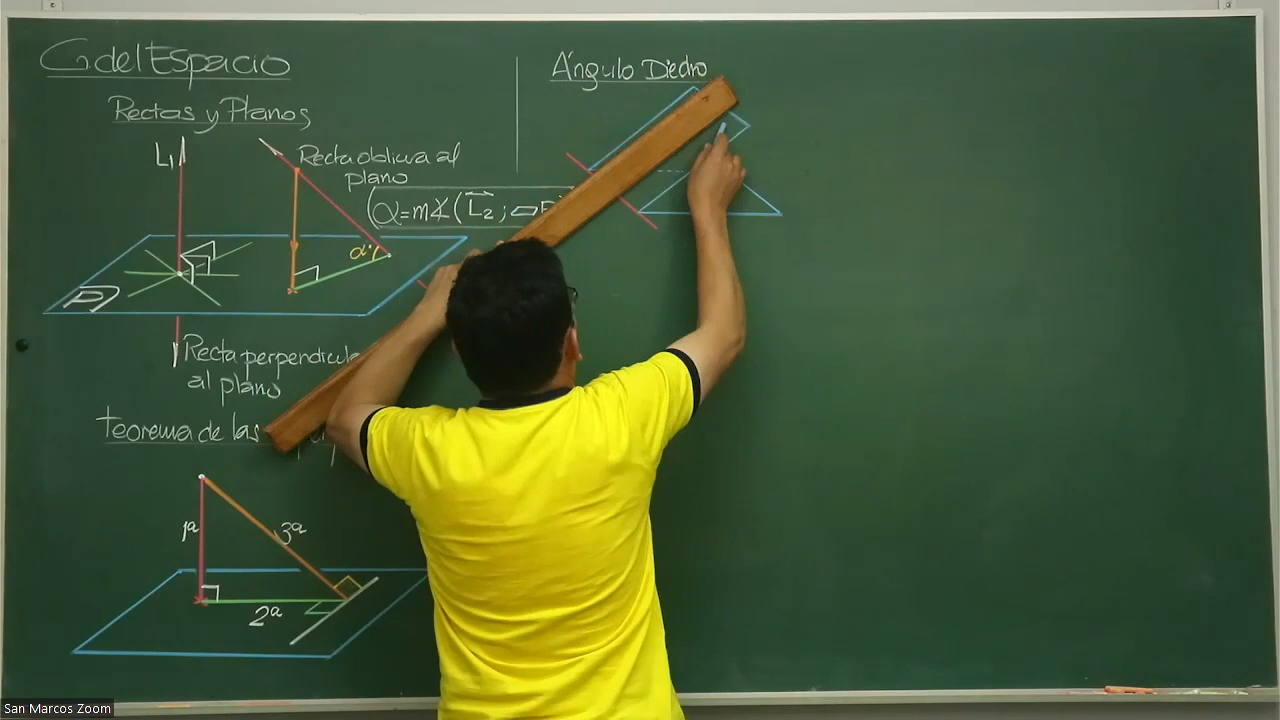 G del Espacio
Rectas y Planos
L1
Recta oblicua al
plano
α=m∡(L2; ▱P
α°
P
Recta perpendicul
al plano
Teorema de las
1ª
3ª
2ª
Ángulo Diedro
San Marcos Zoom